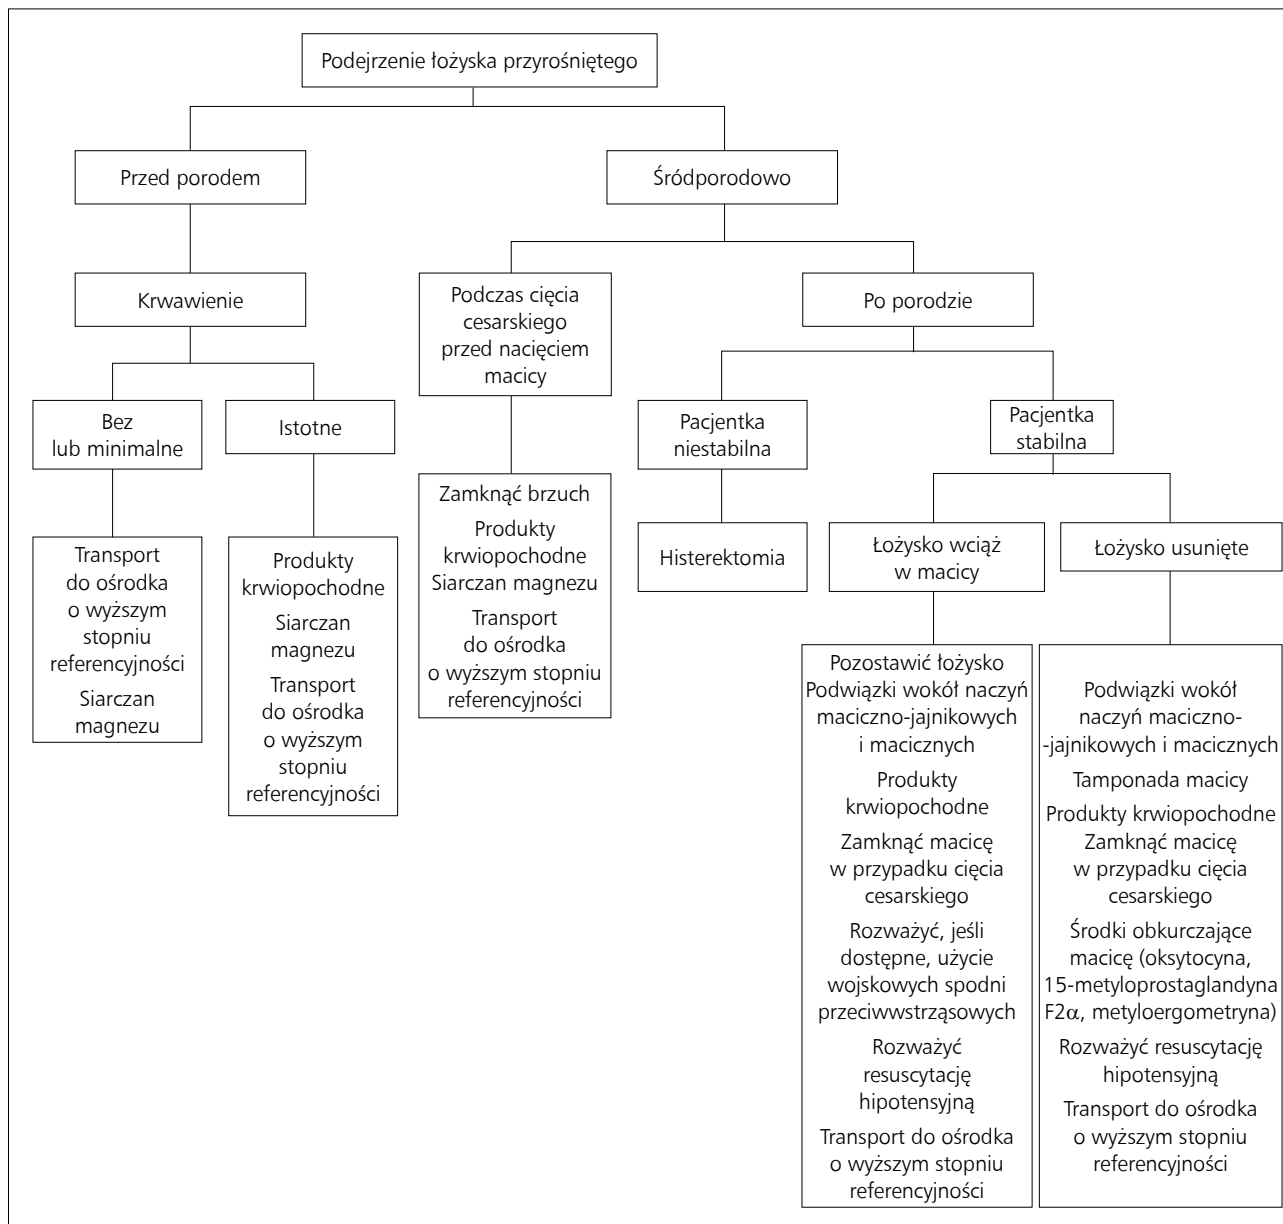 Podejrzenie łożyska przyrośniętego
Przed porodem
Śródporodowo
Krwawienie
Podczas cięcia
cesarskiego
przed nacięciem
macicy
Po porodzie
Bez
lub minimalne
Istotne
Pacjentka
niestabilna
Pacjentka
stabilna
Transport
do ośrodka
o wyższym
stopniu
referencyjności
Siarczan
magnezu
Produkty
krwiopochodne
Siarczan
magnezu
Transport
do ośrodka
o wyższym
stopniu
referencyjności
Zamknąć brzuch
Produkty
krwiopochodne
Siarczan magnezu
Transport
do ośrodka
o wyższym stopniu
referencyjności
Histerektomia
Łożysko wciąż
w macicy
Łożysko usunięte
Pozostawić łożysko
Podwiązki wokół naczyń
maciczno-jajnikowych
i macicznych
Produkty
krwiopochodne
Zamknąć macicę
w przypadku cięcia
cesarskiego
Rozważyć, jeśli
dostępne, użycie
wojskowych spodni
przeciwwstrząsowych
Rozważyć
resuscytację
hipotensyjną
Transport do ośrodka
o wyższym stopniu
referencyjności
Podwiązki wokół
naczyń maciczno-
-jajnikowych i macicznych
Tamponada macicy
Produkty krwiopochodne
Zamknąć macicę
w przypadku cięcia
cesarskiego
Środki obkurczające
macicę (oksytocyna,
15-metyloprostaglandyna
F2α, metyloergometryna)
Rozważyć resuscytację
hipotensyjną
Transport do ośrodka
o wyższym stopniu
referencyjności